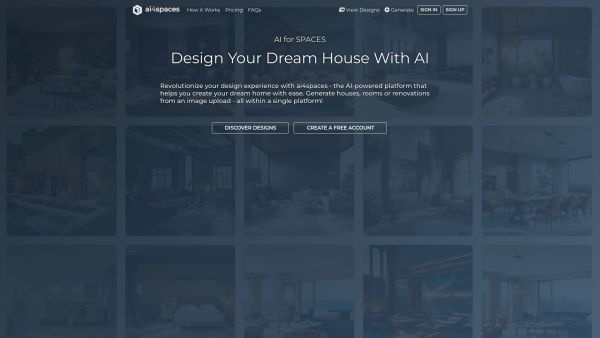 ai4spaces How it Works Pricing FAQs View Designs Generate SIGN IN SIGN UP
AI for SPACES
Design Your Dream House With AI
Revolutionize your design experience with ai4spaces - the AI-powered platform that
helps you create your dream home with ease. Generate houses, rooms or renovations
from an image upload - all within a single platform!
DISCOVER DESIGNS CREATE A FREE ACCOUNT